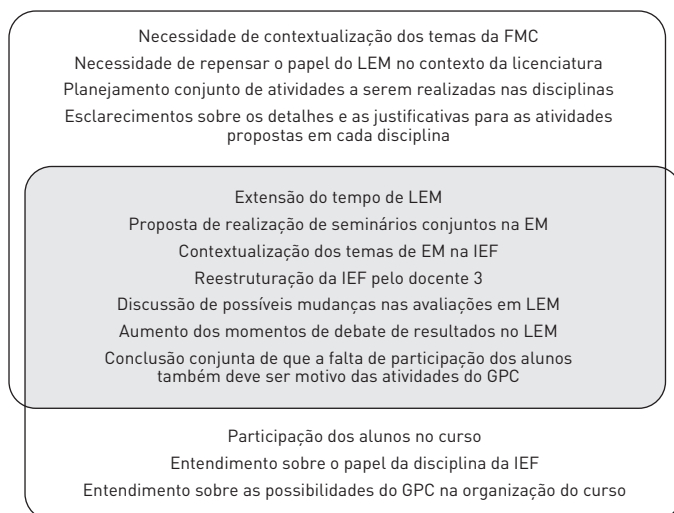 Necessidade de contextualização dos temas da FMC
Necessidade de repensar o papel do LEM no contexto da licenciatura
Planejamento conjunto de atividades a serem realizadas nas disciplinas
Esclarecimentos sobre os detalhes e as justificativas para as atividades
propostas em cada disciplina
Extensão do tempo de LEM
Proposta de realização de seminários conjuntos na EM
Contextualização dos temas de EM na IEF
Reestruturação da IEF pelo docente 3
Discussão de possíveis mudanças nas avaliações em LEM
Aumento dos momentos de debate de resultados no LEM
Conclusão conjunta de que a falta de participação dos alunos
também deve ser motivo das atividades do GPC
Participação dos alunos no curso
Entendimento sobre o papel da disciplina da IEF
Entendimento sobre as possibilidades do GPC na organização do curso